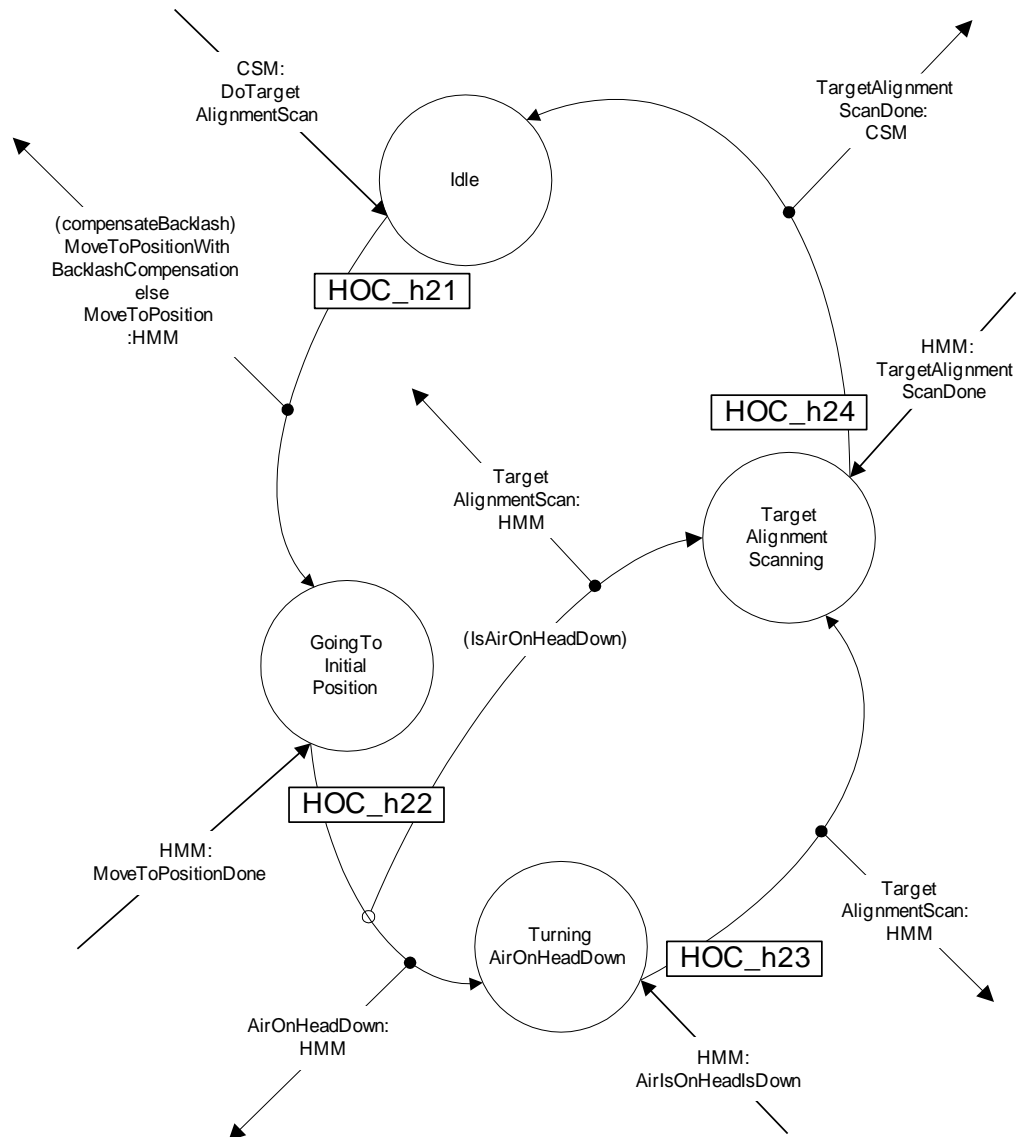 CSM:
DoTarget
AlignmentScan
TargetAlignment
ScanDone:
CSM
Idle
(compensateBacklash)
MoveToPositionWith
BacklashCompensation
else
MoveToPosition
:HMM
HOC_h21
HMM:
TargetAlignment
ScanDone
HOC_h24
Target
AlignmentScan:
HMM
Target
Alignment
Scanning
GoingTo
Initial
Position
(IsAirOnHeadDown)
HOC_h22
HMM:
MoveToPositionDone
Target
AlignmentScan:
HMM
Turning
AirOnHeadDown
HOC_h23
AirOnHeadDown:
HMM
HMM:
AirIsOnHeadIsDown